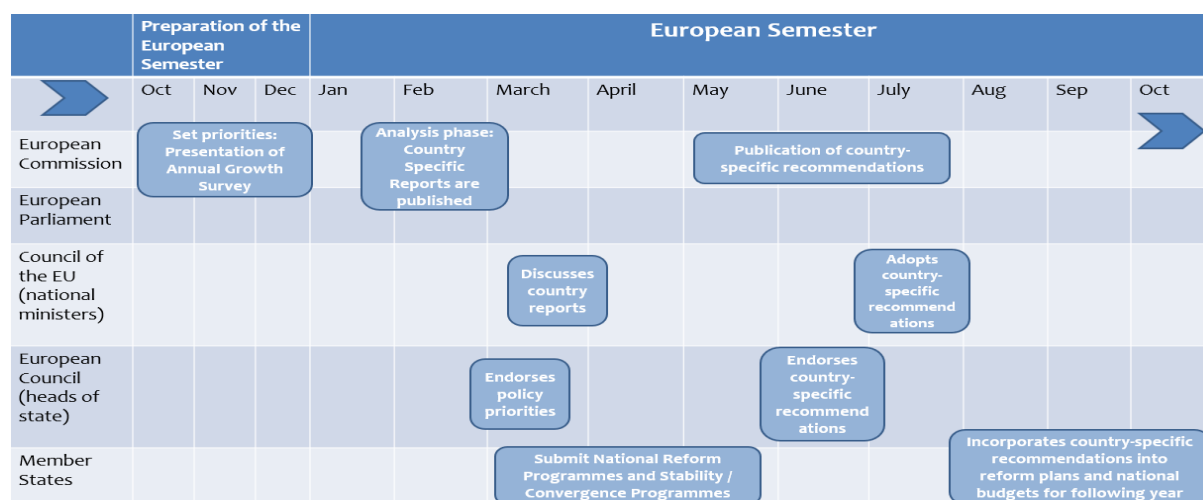 Preparation of the
European
Semester
European Semester
Oct Nov Dec Jan Feb March April May June July Aug Sep Oct
European
Commission
Set priorities:
Presentation of
Annual Growth
Survey
Analysis phase:
Country
Specific
Reports are
published
Publication of country-
specific recommendations
European
Parliament
Council of
the EU
(national
ministers)
Discusses
country
reports
Adopts
country-
specific
recommend
ations
European
Council
(heads of
state)
Endorses
policy
priorities
Endorses
country-
specific
recommend
ations
Member
States
Submit National Reform
Programmes and Stability /
Convergence Programmes
Incorporates country-specific
recommendations into
reform plans and national
budgets for following year